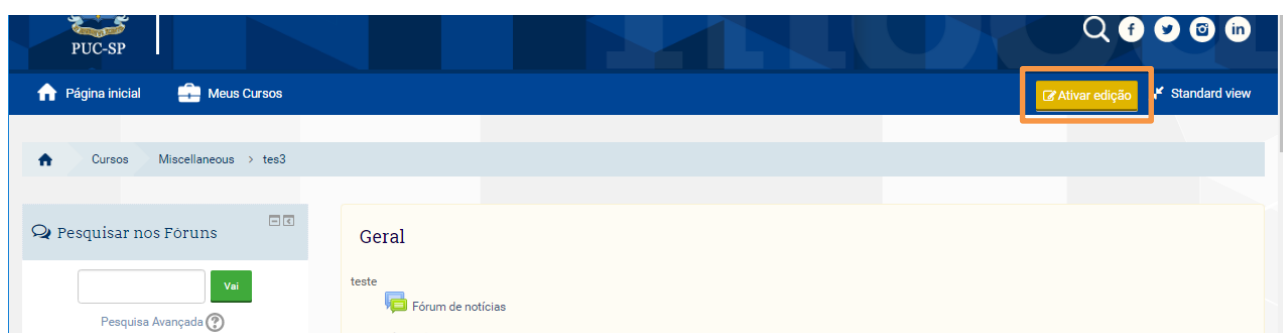 PUC-SP
Página inicial
Meus Cursos
Ativar edição
Standard view
Cursos
Miscellaneous > tes3
Pesquisar nos Fóruns
Geral
Vai
teste
Fórum de notícias
Pesquisa Avançada